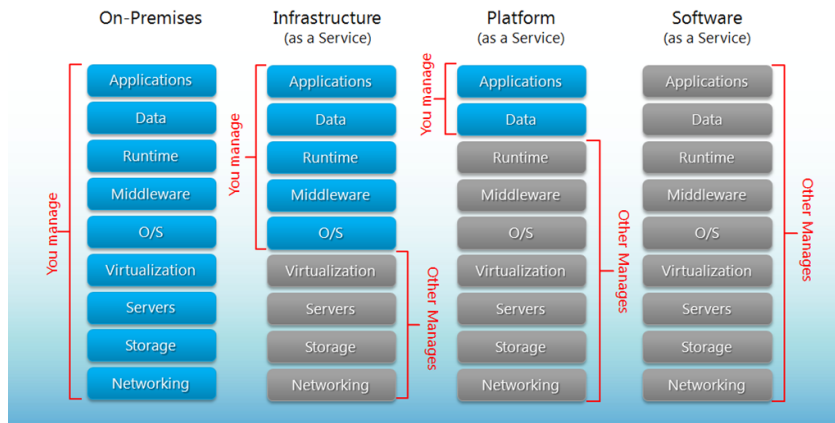 On-Premises
You manage
Applications
Data
Runtime
Middleware
O/S
Virtualization
Servers
Storage
Networking
Infrastructure
(as a Service)
You manage
Applications
Data
Runtime
Middleware
O/S
Virtualization
Servers
Storage
Networking
Other Manages
Platform
(as a Service)
You manage
Applications
Data
Runtime
Middleware
O/S
Virtualization
Servers
Storage
Networking
Other Manages
Software
(as a Service)
Applications
Data
Runtime
Middleware
O/S
Virtualization
Servers
Storage
Networking
Other Manages